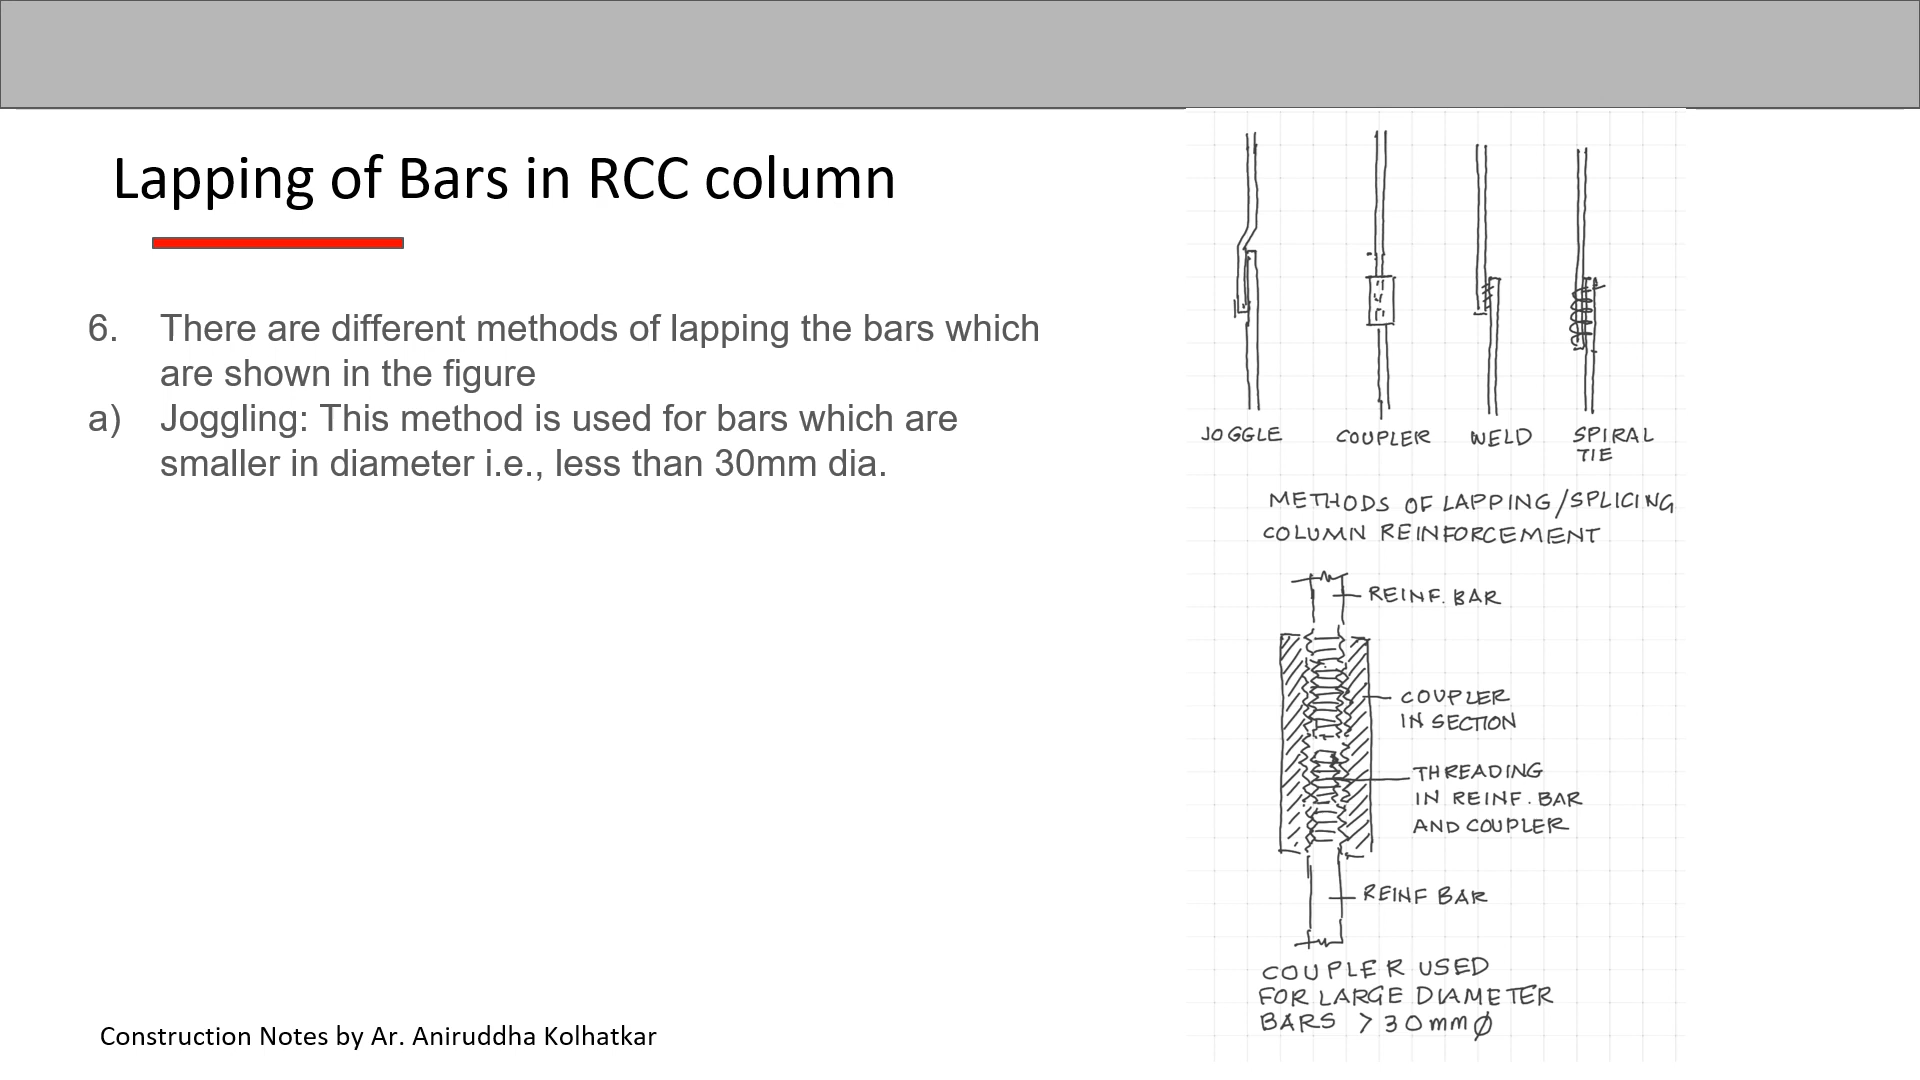 Lapping of Bars in RCC column
6. There are different methods of lapping the bars which
are shown in the figure
a) Joggling: This method is used for bars which are
smaller in diameter i.e., less than 30mm dia.
JOGGLE
COUPLER
WELD
SPIRAL
TIE
METHODS OF LAPPING/SPLICING
COLUMN REINFORCEMENT
REINF. BAR
COUPLER
IN SECTION
THREADING
IN REINF. BAR
AND COUPLER
REINF BAR
COUPLER USED
FOR LARGE DIAMETER
BARS > 30mm Ø
Construction Notes by Ar. Aniruddha Kolhatkar